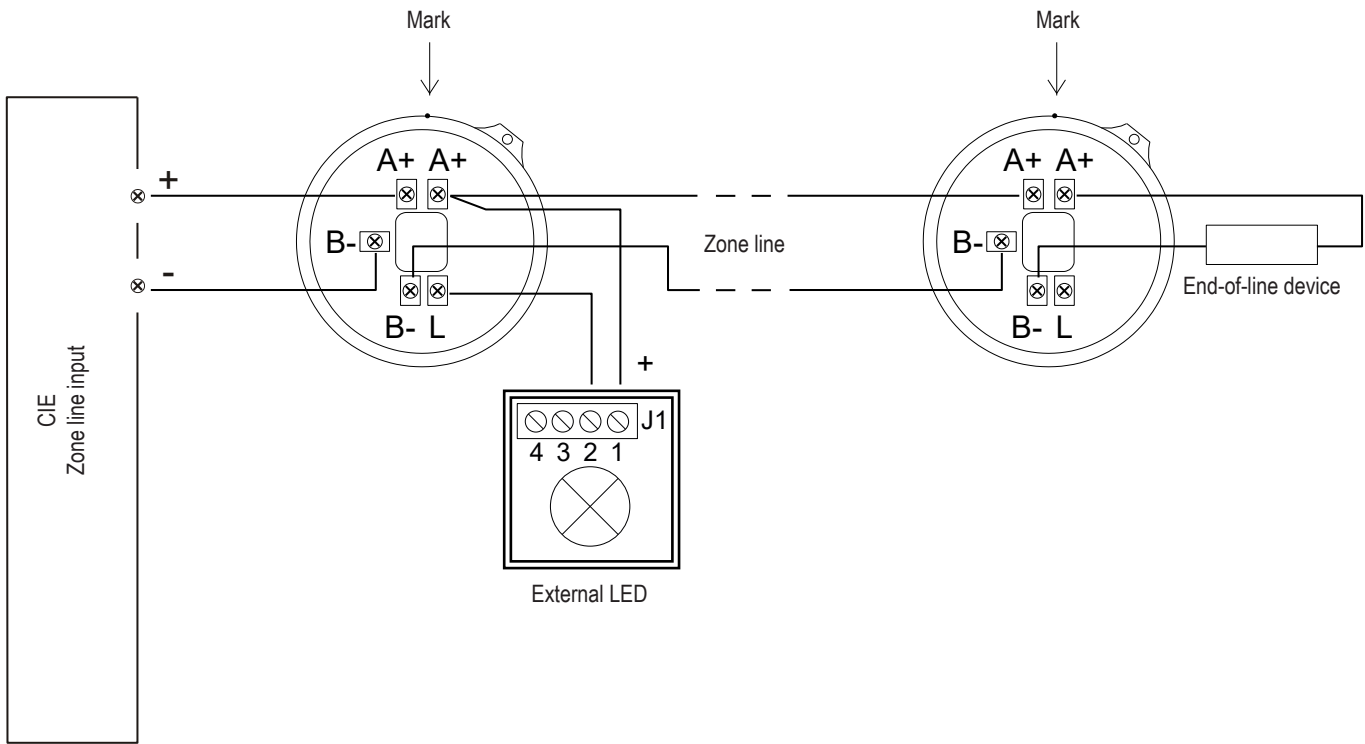 Mark
Mark
A+ A+
A+ A+
+
B-
Zone line
B-
-
End-of-line device
B- L
B- L
+
CIE
Zone line input
J1
4 3 2 1
External LED